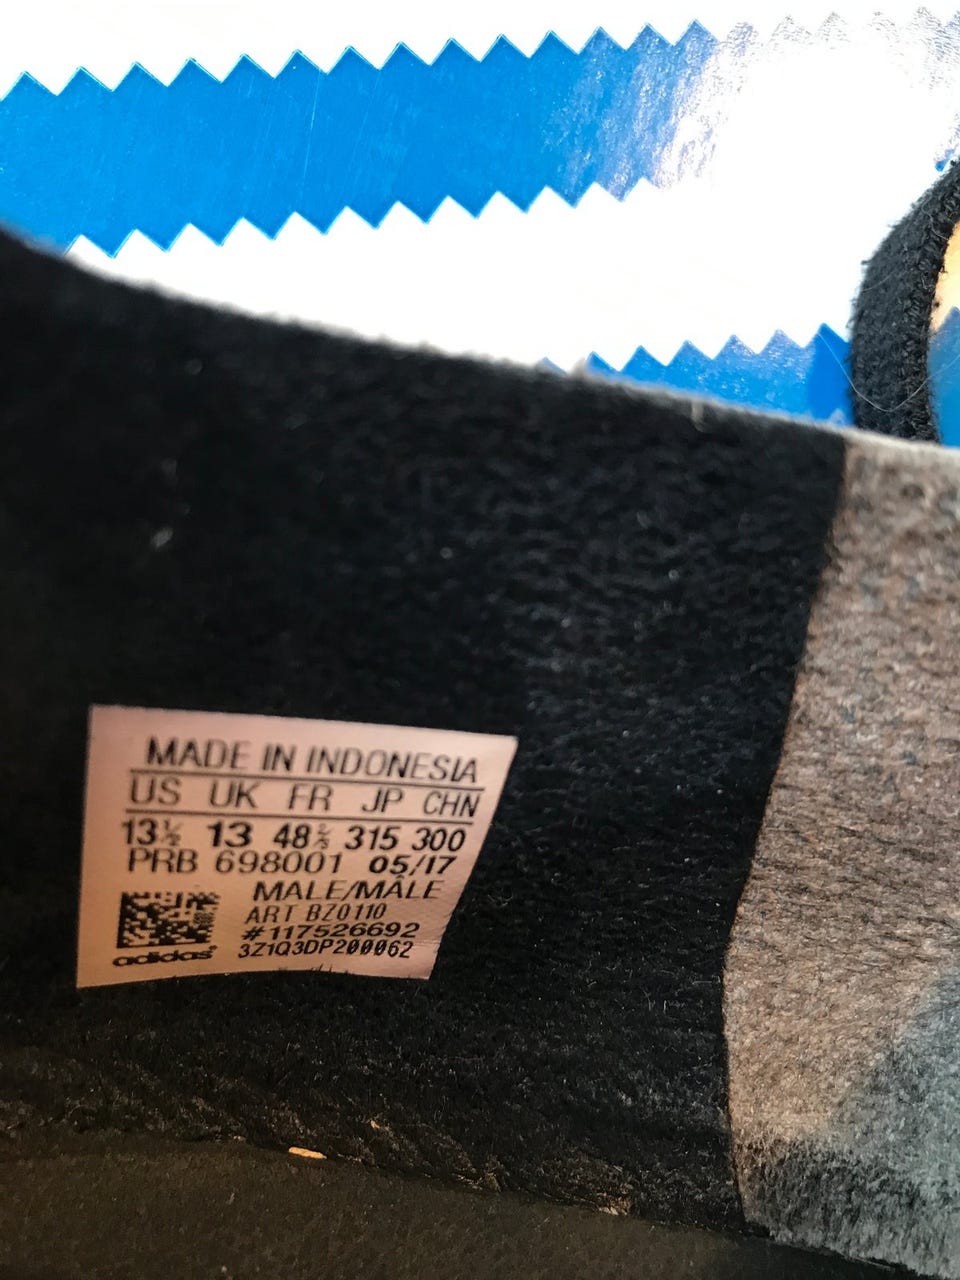 MADE IN INDONESIA
US UK FR JP CHN
13½ 13 48⅔ 315 300
PRB 698001 05/17
MALE/MÂLE
ART BZ0110
#117526692
3Z1Q3DP200062
adidas